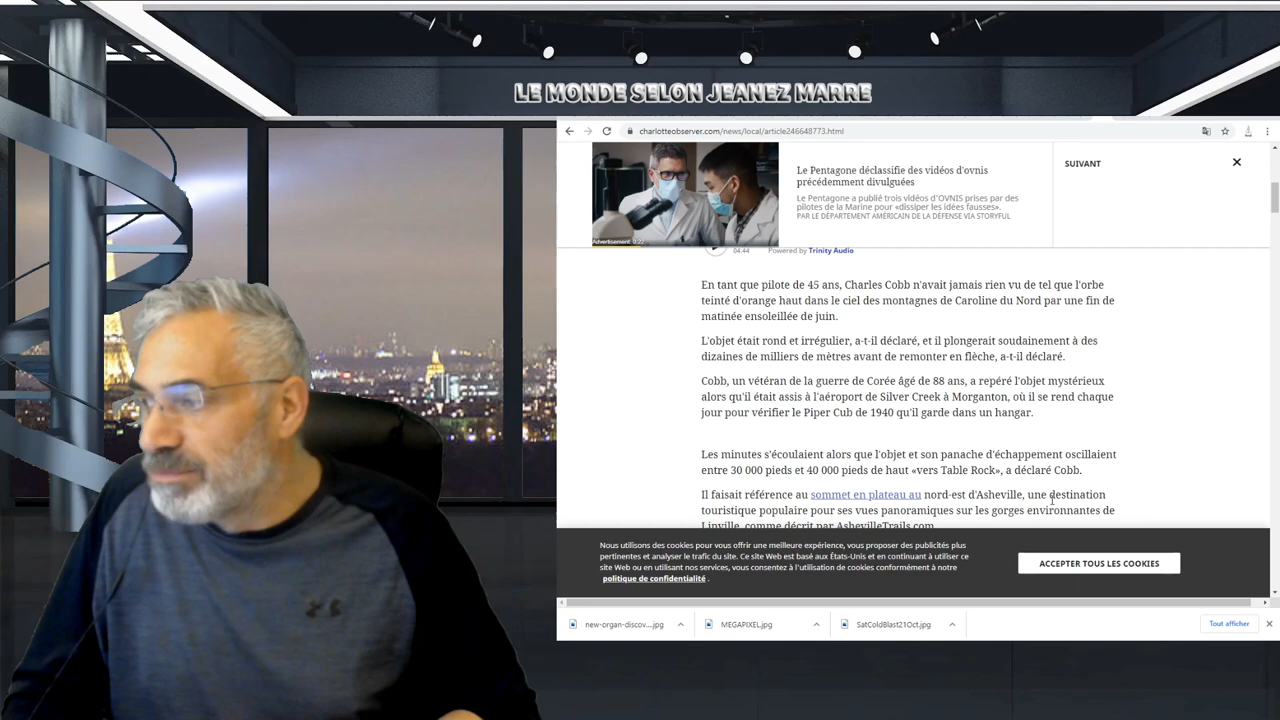 LE MONDE SELON JEANEZ MARRE
charlotteobserver.com/news/local/article246648773.html
Le Pentagone déclassifie des vidéos d'ovnis
précédemment divulguées
Le Pentagone a publié trois vidéos d'OVNIS prises par des
pilotes de la Marine pour «dissiper les idées fausses».
PAR LE DÉPARTEMENT AMÉRICAIN DE LA DÉFENSE VIA STORYFUL
SUIVANT
Advertisement: 0:22
04:44
Powered by Trinity Audio
En tant que pilote de 45 ans, Charles Cobb n'avait jamais rien vu de tel que l'orbe
teinté d'orange haut dans le ciel des montagnes de Caroline du Nord par une fin de
matinée ensoleillée de juin.
L'objet était rond et irrégulier, a-t-il déclaré, et il plongerait soudainement à des
dizaines de milliers de mètres avant de remonter en flèche, a-t-il déclaré.
Cobb, un vétéran de la guerre de Corée âgé de 88 ans, a repéré l'objet mystérieux
alors qu'il était assis à l'aéroport de Silver Creek à Morganton, où il se rend chaque
jour pour vérifier le Piper Cub de 1940 qu'il garde dans un hangar.
Les minutes s'écoulaient alors que l'objet et son panache d'échappement oscillaient
entre 30 000 pieds et 40 000 pieds de haut «vers Table Rock», a déclaré Cobb.
Il faisait référence au sommet en plateau au nord-est d'Asheville, une destination
touristique populaire pour ses vues panoramiques sur les gorges environnantes de
Linville, comme décrit par AshevilleTrails.com.
Nous utilisons des cookies pour vous offrir une meilleure expérience, vous proposer des publicités plus
pertinentes et analyser le trafic du site. Ce site Web est basé aux États-Unis et en continuant à utiliser ce
site Web ou en utilisant nos services, vous consentez à l'utilisation de cookies conformément à notre
politique de confidentialité .
ACCEPTER TOUS LES COOKIES
new-organ-discov....jpg
MEGAPIXEL.jpg
SatColdBlast21Oct.jpg
Tout afficher